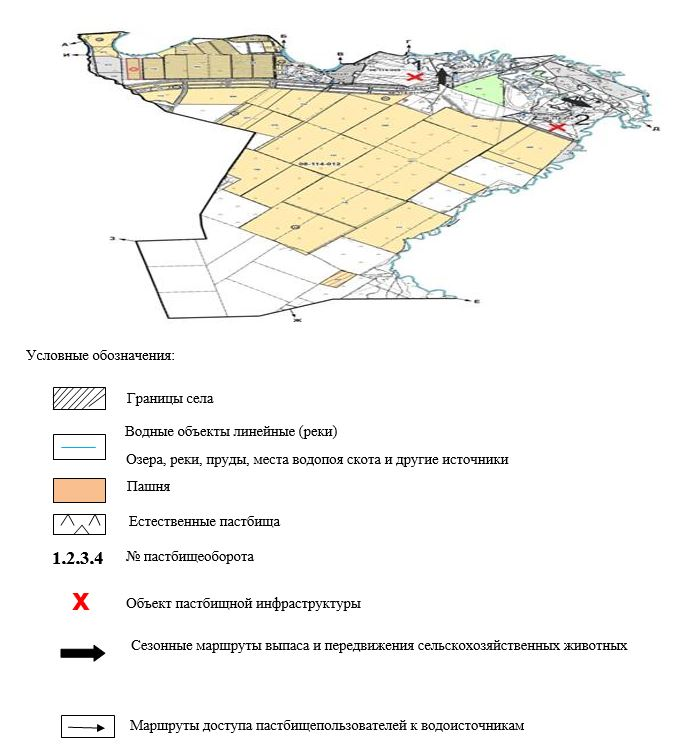 А
И
Б
В
Г
1
2
Д
З
Е
Ж
Условные обозначения:
Границы села
Водные объекты линейные (реки)
Озера, реки, пруды, места водопоя скота и другие источники
Пашня
Естественные пастбища
1.2.3.4 № пастбищеоборота
Х Объект пастбищной инфраструктуры
Сезонные маршруты выпаса и передвижения сельскохозяйственных животных
Маршруты доступа пастбищепользователей к водоисточникам